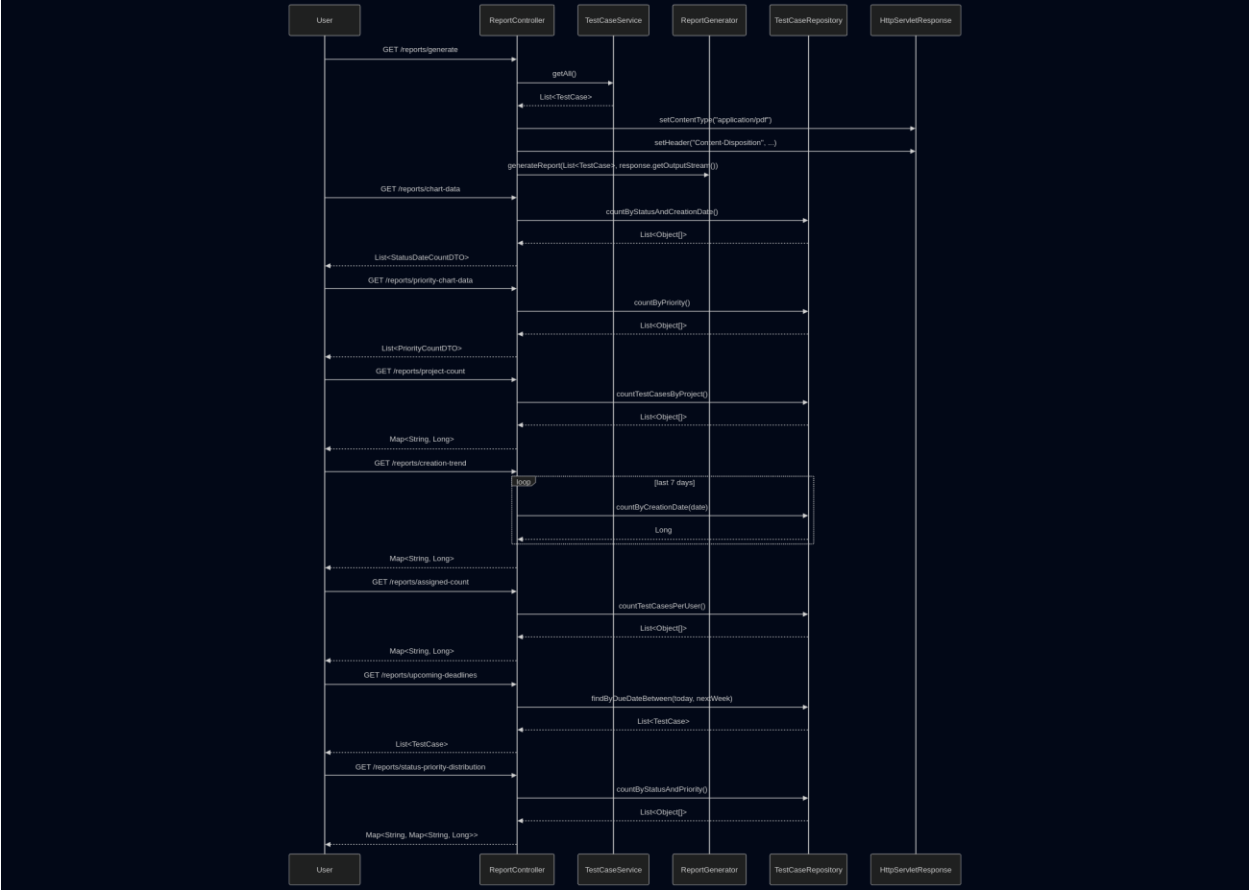 User
ReportController
TestCaseService
ReportGenerator
TestCaseRepository
HttpServletResponse
GET /reports/generate
getAll()
List<TestCase>
setContentType("application/pdf")
setHeader("Content-Disposition", ...)
generateReport(List<TestCase>, response.getOutputStream())
GET /reports/chart-data
countByStatusAndCreationDate()
List<Object[]>
List<StatusDateCountDTO>
GET /reports/priority-chart-data
countByPriority()
List<Object[]>
List<PriorityCountDTO>
GET /reports/project-count
countTestCasesByProject()
List<Object[]>
Map<String, Long>
GET /reports/creation-trend
loop
[last 7 days]
countByCreationDate(date)
Long
Map<String, Long>
GET /reports/assigned-count
countTestCasesPerUser()
List<Object[]>
Map<String, Long>
GET /reports/upcoming-deadlines
findByDueDateBetween(today, nextWeek)
List<TestCase>
List<TestCase>
GET /reports/status-priority-distribution
countByStatusAndPriority()
List<Object[]>
Map<String, Map<String, Long>>
User
ReportController
TestCaseService
ReportGenerator
TestCaseRepository
HttpServletResponse